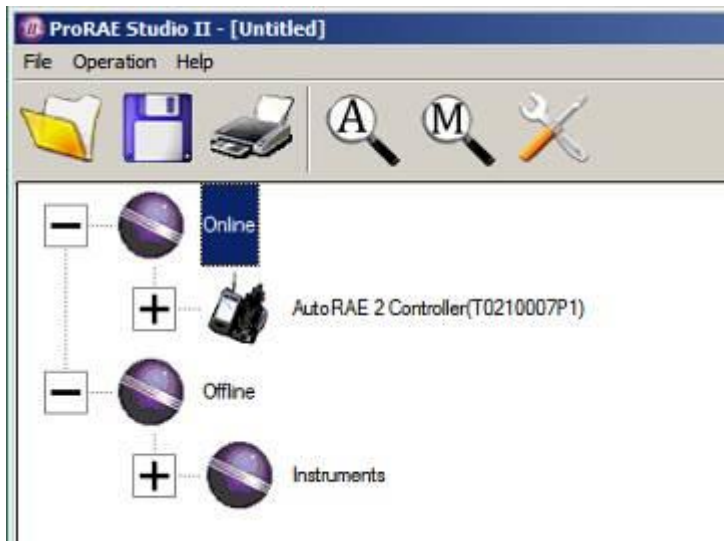 ProRAE Studio II - [Untitled]
File Operation Help
A M
Online
AutoRAE 2 Controller(T0210007P1)
Offline
Instruments